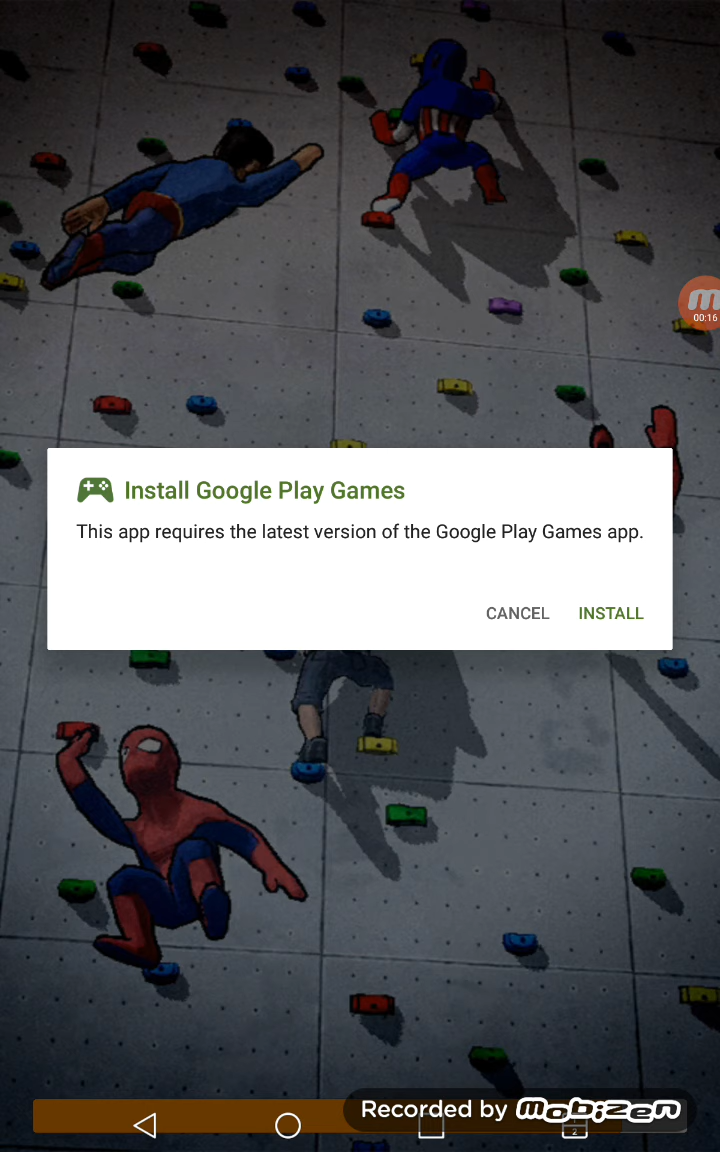 00:16
Install Google Play Games
This app requires the latest version of the Google Play Games app.
CANCEL INSTALL
Recorded by mobizen
2